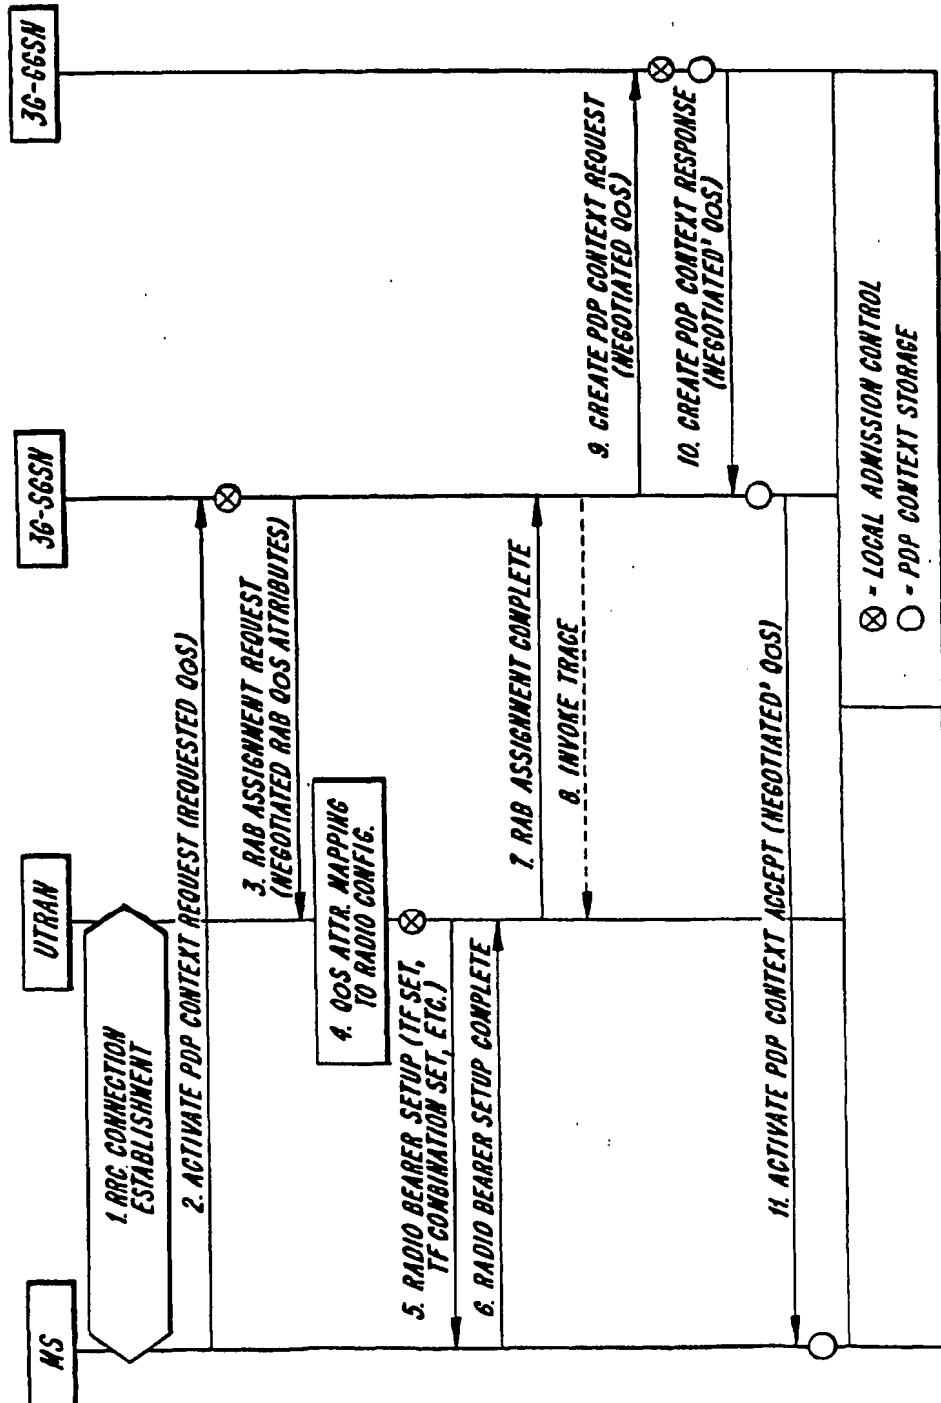 MS
UTRAN
3G-SGSN
3G-GGSN
1. RRC CONNECTION
ESTABLISHMENT
2. ACTIVATE PDP CONTEXT REQUEST (REQUESTED QOS)
3. RAB ASSIGNMENT REQUEST
(NEGOTIATED RAB QOS ATTRIBUTES)
4. QOS ATTR. MAPPING
TO RADIO CONFIG.
5. RADIO BEARER SETUP (TF SET,
TF COMBINATION SET, ETC.)
6. RADIO BEARER SETUP COMPLETE
7. RAB ASSIGNMENT COMPLETE
8. INVOKE TRACE
9. CREATE PDP CONTEXT REQUEST
(NEGOTIATED QOS)
10. CREATE PDP CONTEXT RESPONSE
(NEGOTIATED' QOS)
11. ACTIVATE PDP CONTEXT ACCEPT (NEGOTIATED' QOS)
= LOCAL ADMISSION CONTROL
= PDP CONTEXT STORAGE